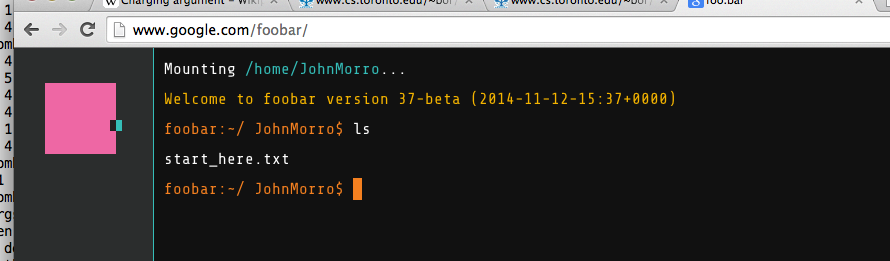 Charging argument – Wiki
www.cs.toronto.edu/~bor/
www.cs.toronto.edu/~bor/
foo.bar
www.google.com/foobar/
Mounting /home/JohnMorro...
Welcome to foobar version 37-beta (2014-11-12-15:37+0000)
foobar:~/ JohnMorro$ ls
start_here.txt
foobar:~/ JohnMorro$